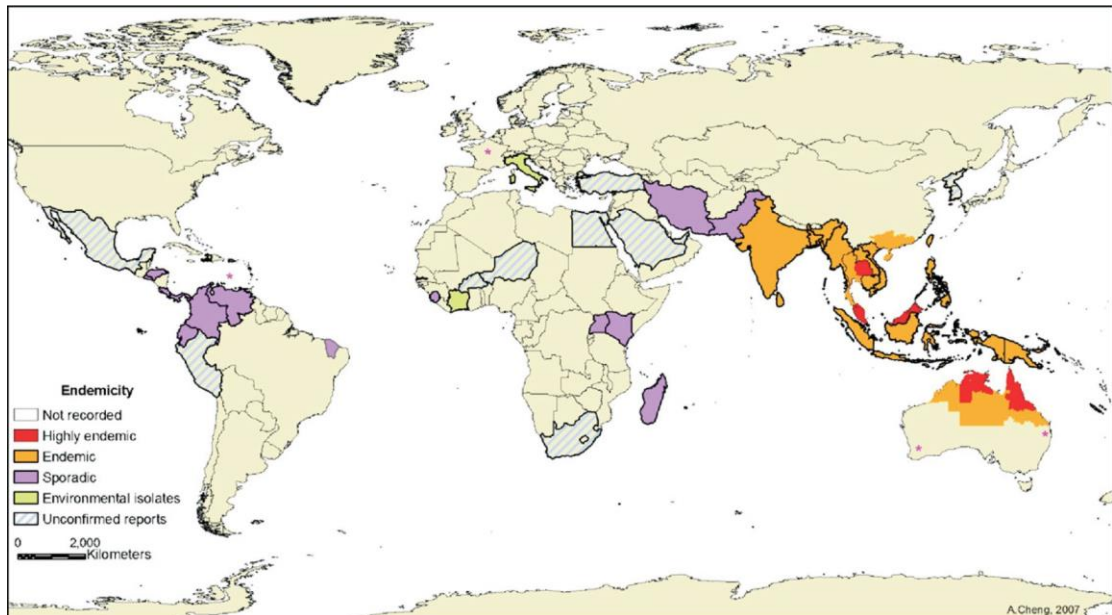 Endemicity
Not recorded
Highly endemic
Endemic
Sporadic
Environmental isolates
Unconfirmed reports
0 2,000
Kilometers
A.Cheng, 2007